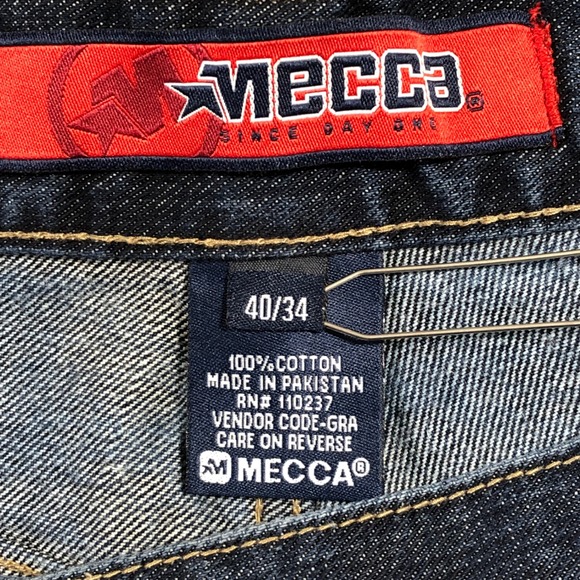 mecca®
SINCE DAY ONE
40/34
100% COTTON
MADE IN PAKISTAN
RN# 110237
VENDOR CODE-GRA
CARE ON REVERSE
M MECCA®